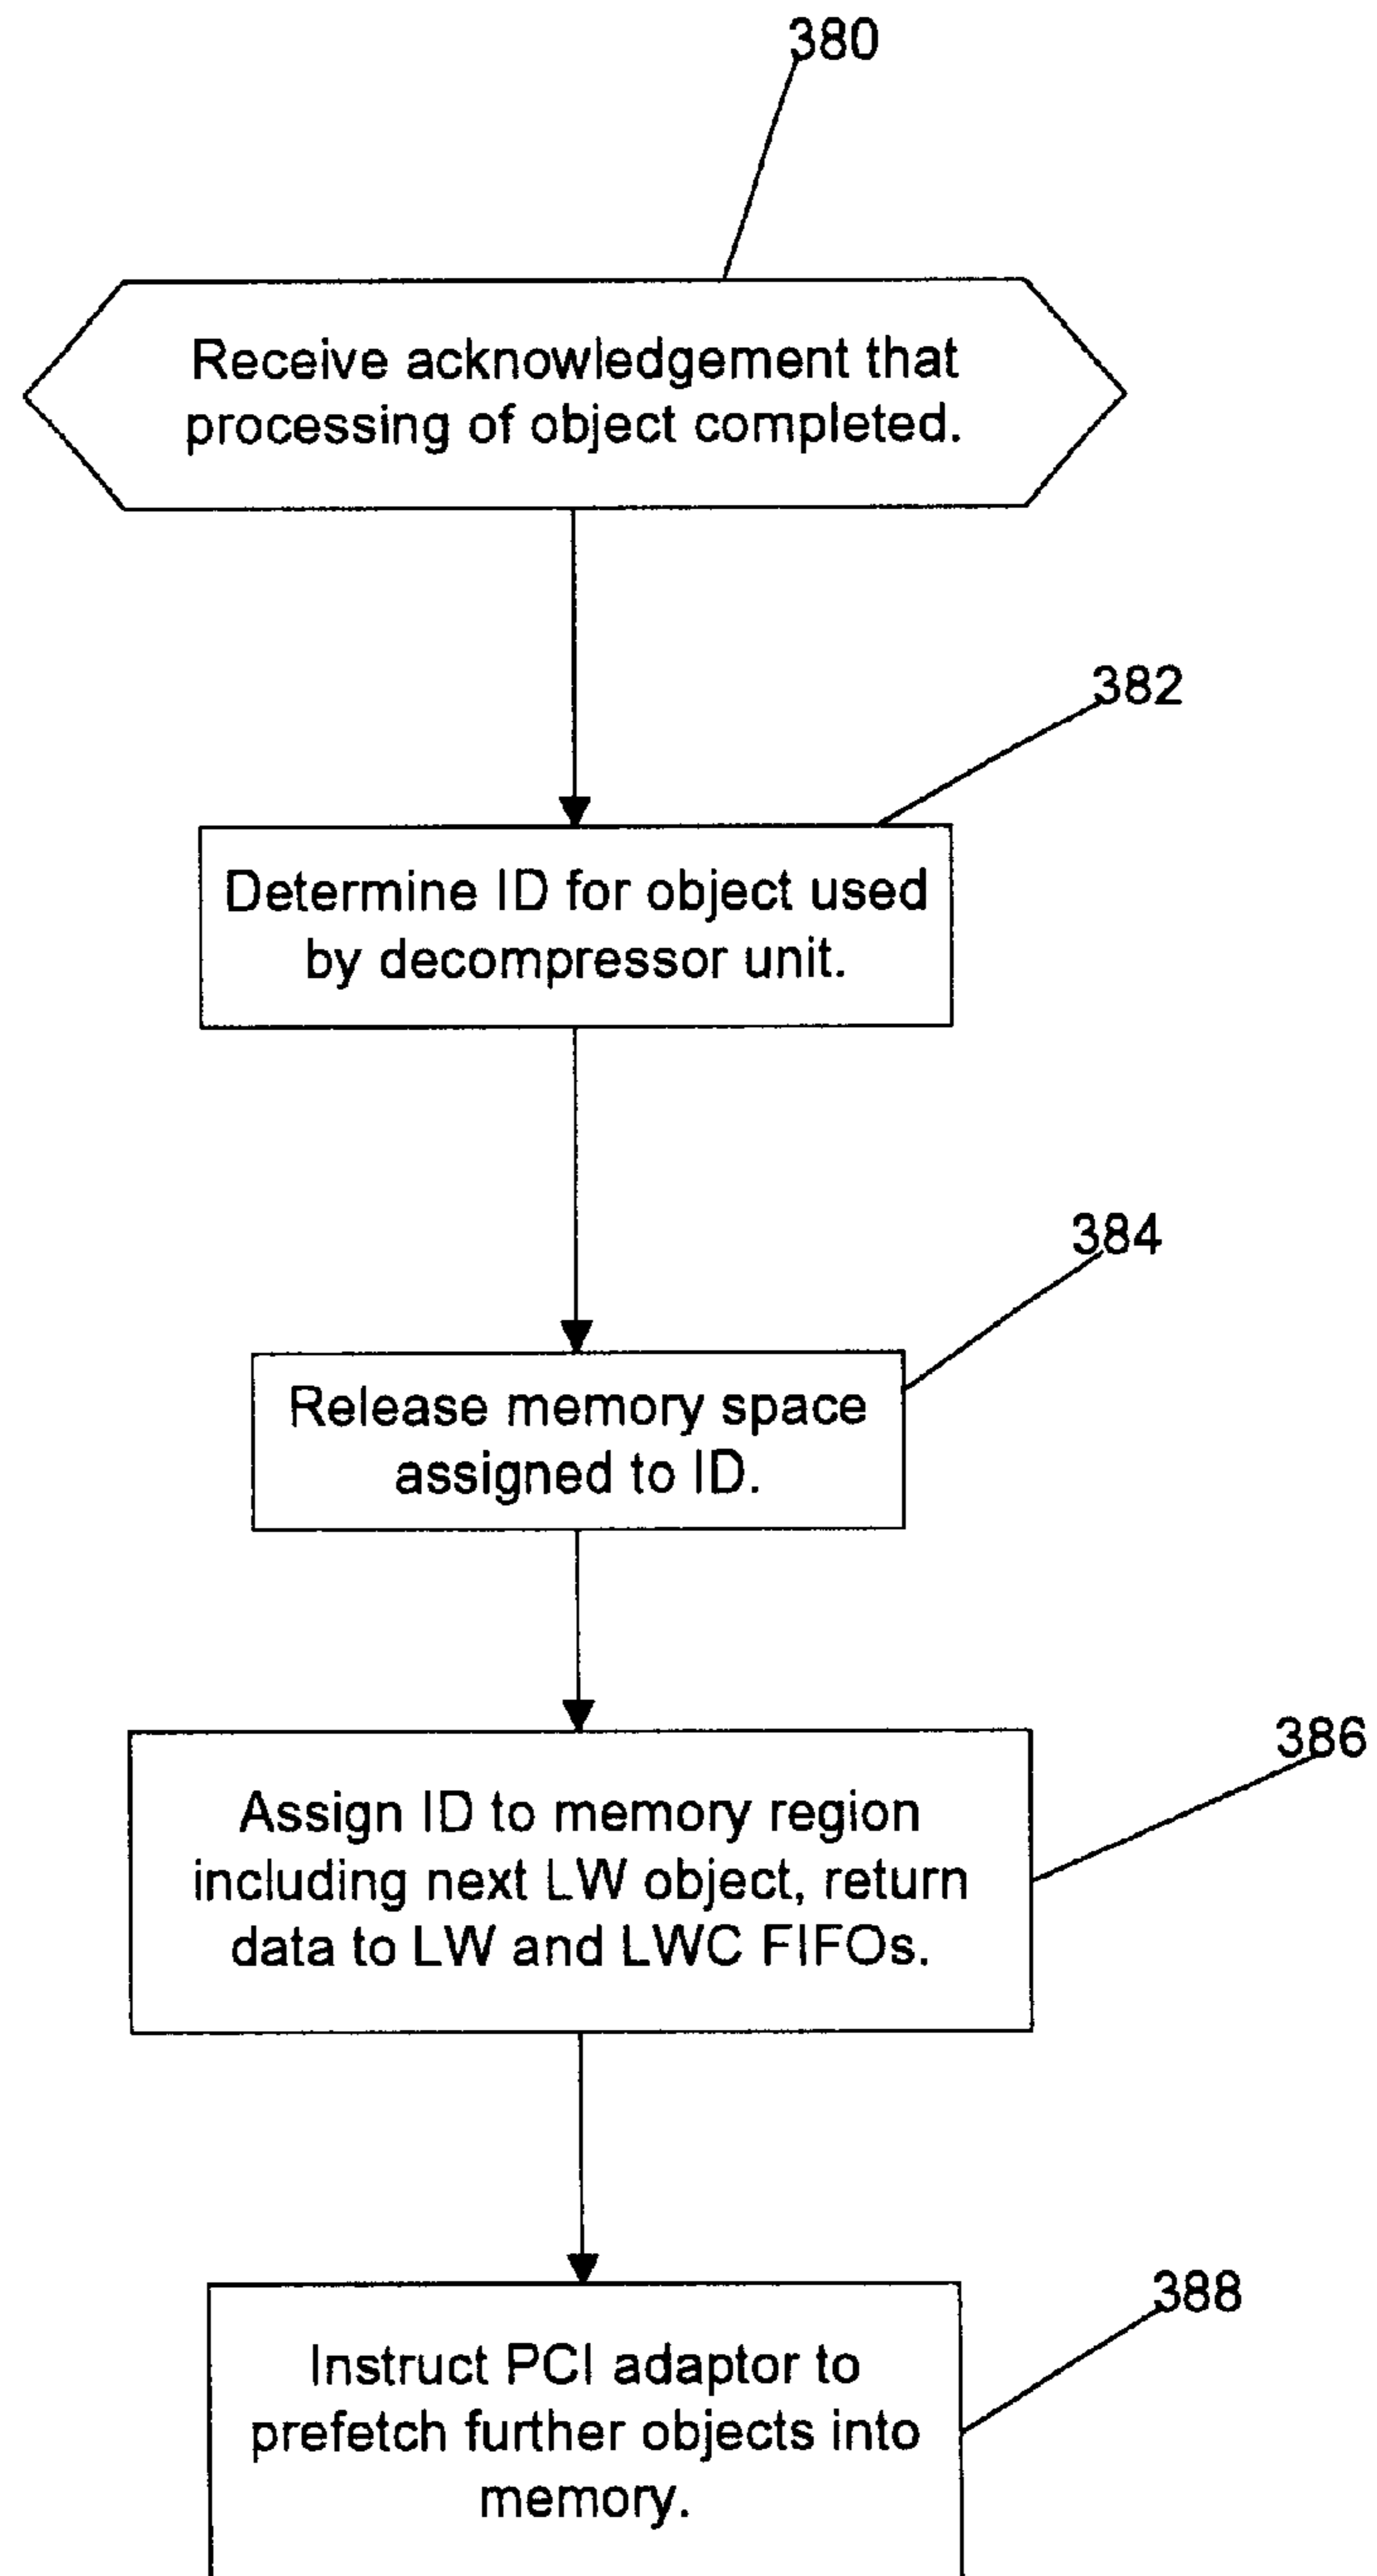 380
Receive acknowledgement that
processing of object completed.
382
Determine ID for object used
by decompressor unit.
384
Release memory space
assigned to ID.
386
Assign ID to memory region
including next LW object, return
data to LW and LWC FIFOs.
388
Instruct PCI adaptor to
prefetch further objects into
memory.